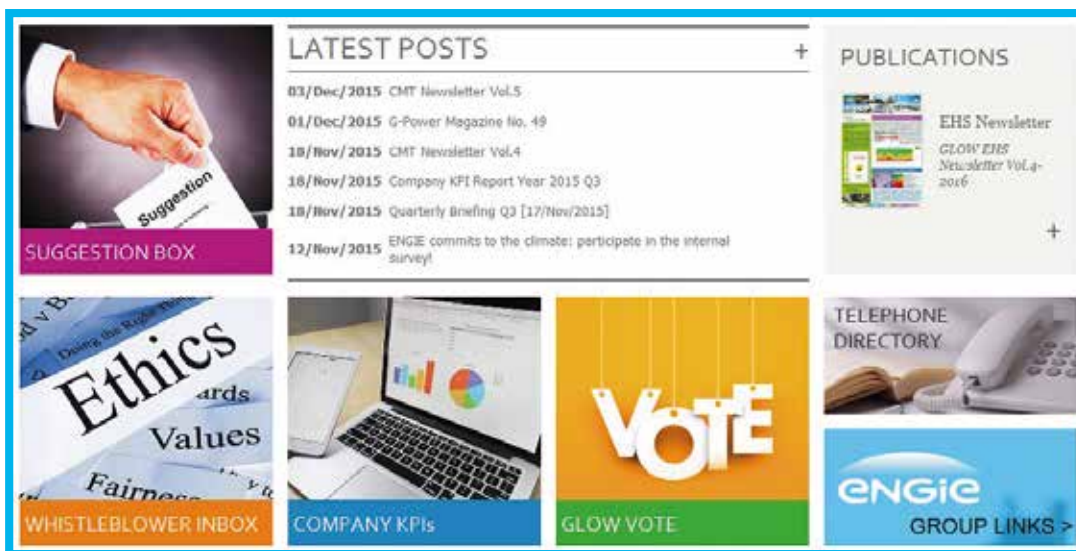 Suggestion
SUGGESTION BOX
LATEST POSTS +
03/Dec/2015 CMT Newsletter Vol.5
01/Dec/2015 G-Power Magazine No. 49
18/Nov/2015 CMT Newsletter Vol.4
18/Nov/2015 Company KPI Report Year 2015 Q3
18/Nov/2015 Quarterly Briefing Q3 [17/Nov/2015]
12/Nov/2015 ENGIE commits to the climate: participate in the internal
survey!
PUBLICATIONS
EHS Newsletter
GLOW EHS
Newsletter Vol.4-
2016
+
Doing the Right Thing
Ethics
ards
Values
Fairness
WHISTLEBLOWER INBOX
COMPANY KPIs
VOTE
GLOW VOTE
TELEPHONE
DIRECTORY
ENGIE
GROUP LINKS >